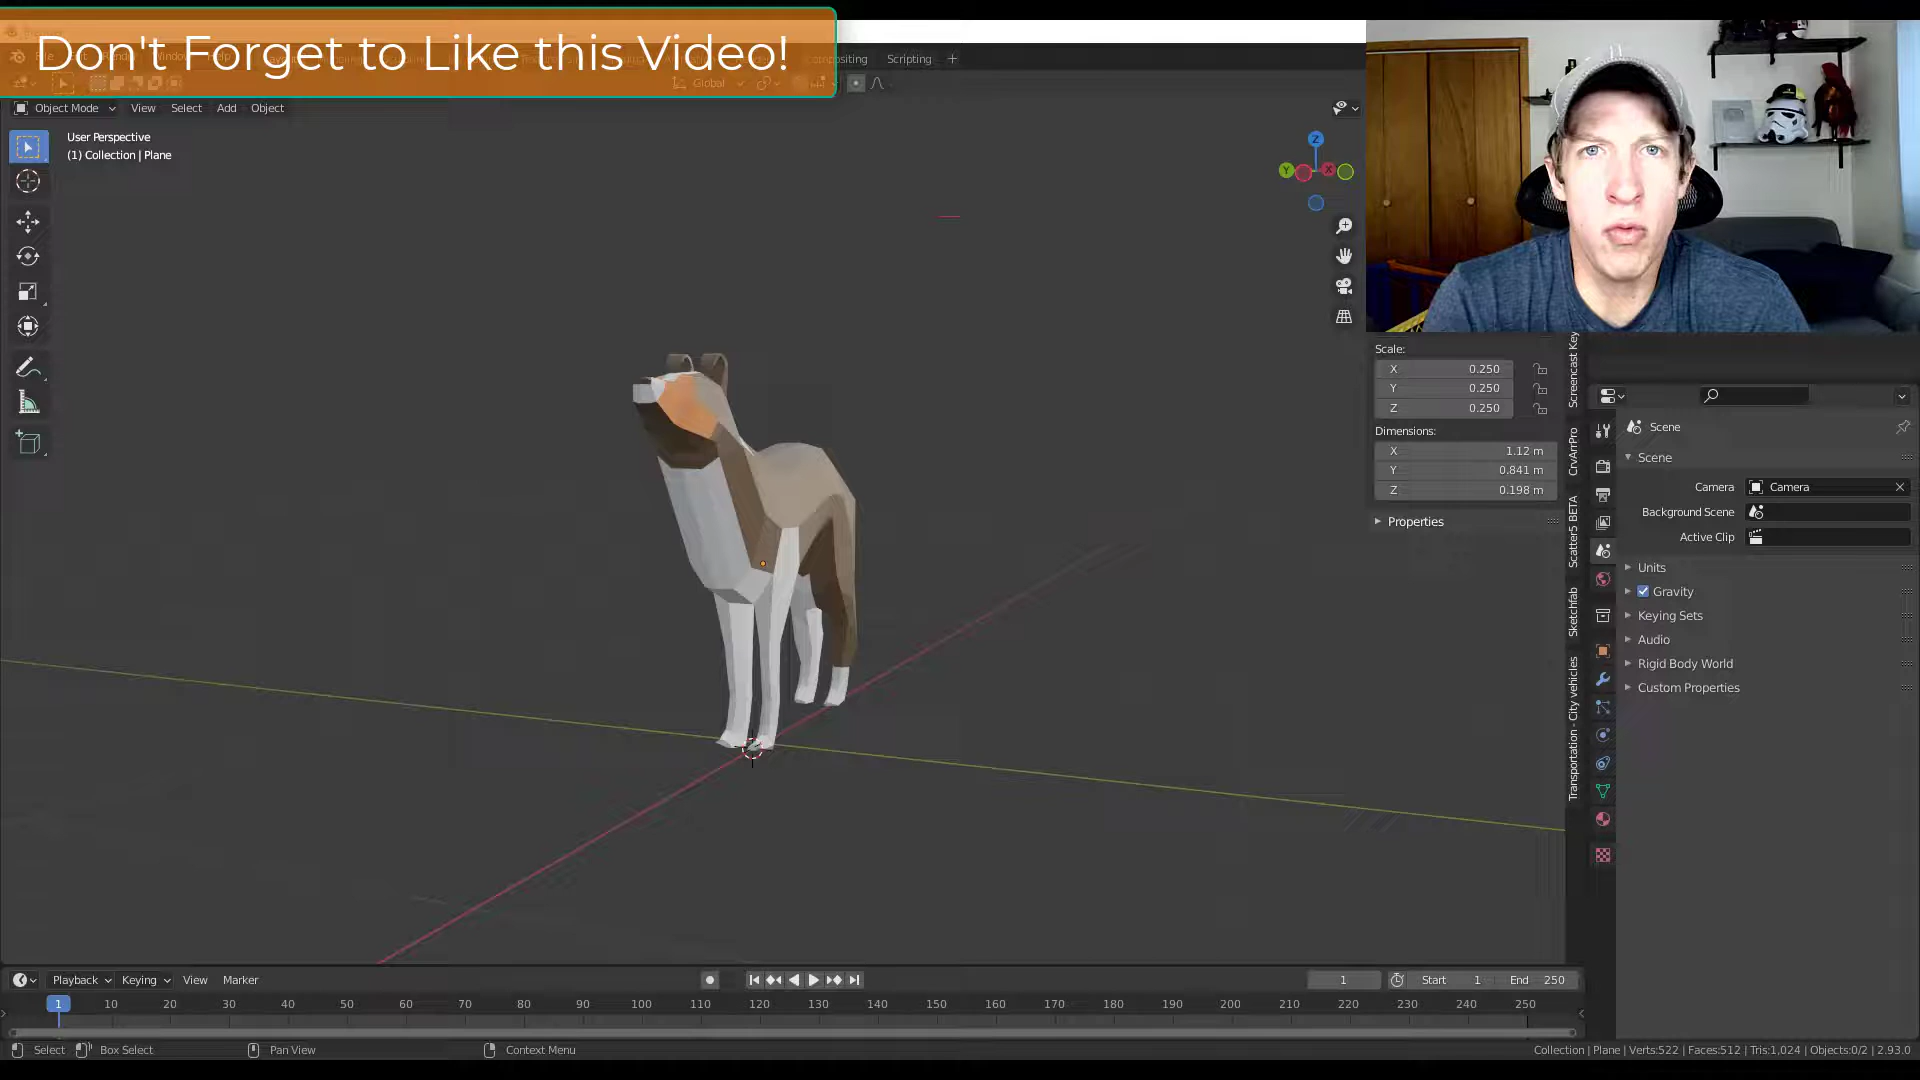 Don't Forget to Like this Video!
Scripting +
Global
Object Mode View Select Add Object
User Perspective
(1) Collection | Plane
Z
Y X
Scale:
X 0.250
Y 0.250
Z 0.250
Dimensions:
X 1.12 m
Y 0.841 m
Z 0.198 m
Properties
Screencast Key
CrvArrPro
Scatter5 BETA
Sketchfab
Transportation - City vehicles
Scene
Scene
Camera Camera
Background Scene
Active Clip
Units
Gravity
Keying Sets
Audio
Rigid Body World
Custom Properties
Playback Keying View Marker
1 Start 1 End 250
1 10 20 30 40 50 60 70 80 90 100 110 120 130 140 150 160 170 180 190 200 210 220 230 240 250
Select Box Select Pan View Context Menu
Collection | Plane | Verts:522 | Faces:512 | Tris:1,024 | Objects:0/2 | 2.93.0